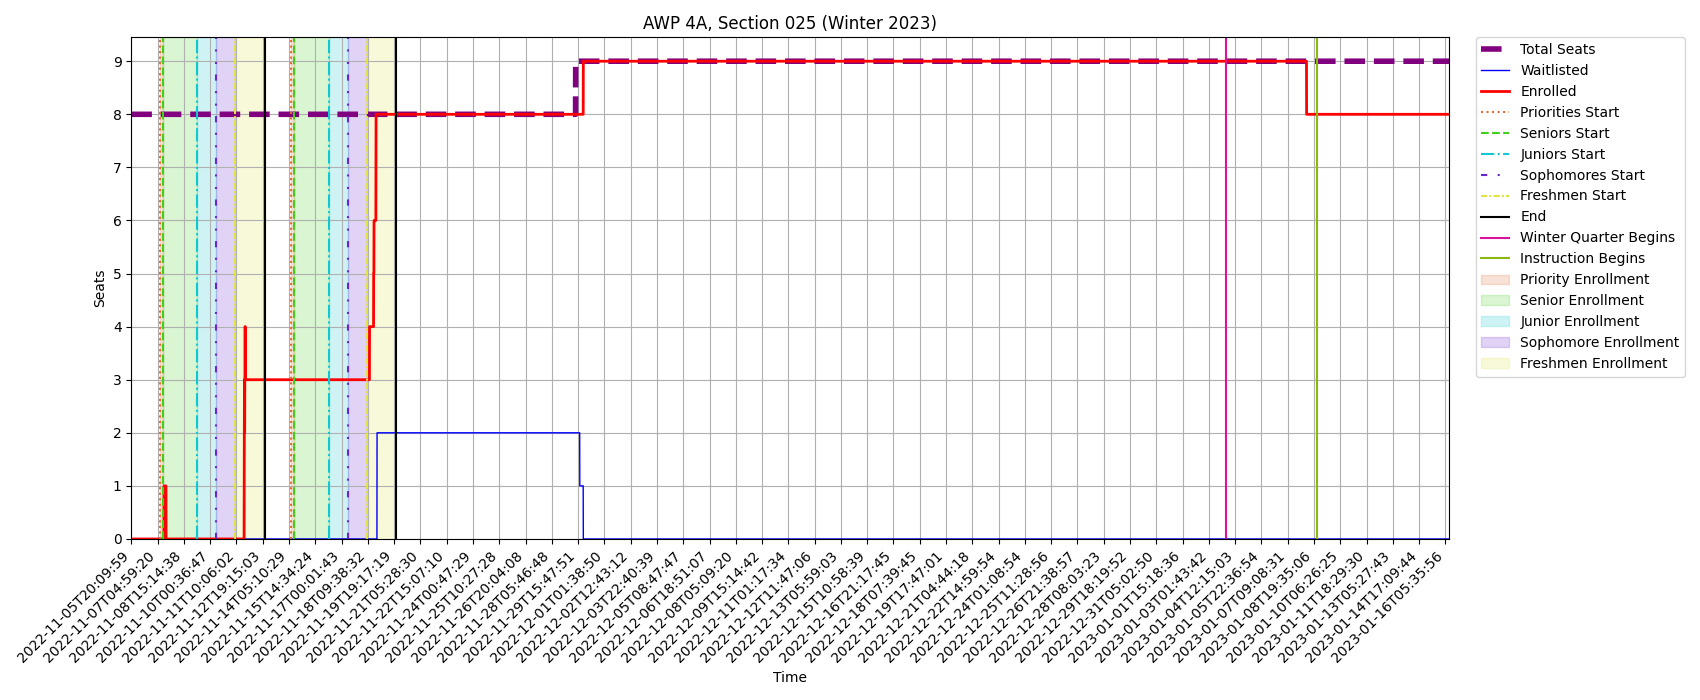 AWP 4A, Section 025 (Winter 2023)
Total Seats
Waitlisted
Enrolled
Priorities Start
Seniors Start
Juniors Start
Sophomores Start
Freshmen Start
End
Winter Quarter Begins
Instruction Begins
Priority Enrollment
Senior Enrollment
Junior Enrollment
Sophomore Enrollment
Freshmen Enrollment
Seats
9
8
7
6
5
4
3
2
1
0
2022-11-05T20:09:59
2022-11-07T04:59:20
2022-11-08T15:14:38
2022-11-10T00:36:47
2022-11-11T10:06:02
2022-11-12T19:15:03
2022-11-14T05:10:29
2022-11-15T14:34:24
2022-11-17T00:01:43
2022-11-18T09:38:32
2022-11-19T19:17:19
2022-11-21T05:28:30
2022-11-22T15:07:10
2022-11-24T00:47:29
2022-11-25T10:27:28
2022-11-26T20:04:08
2022-11-28T05:46:48
2022-11-29T15:47:51
2022-12-01T01:38:50
2022-12-02T12:43:12
2022-12-03T22:40:39
2022-12-05T08:47:47
2022-12-06T18:51:07
2022-12-08T05:09:20
2022-12-09T15:14:42
2022-12-11T01:17:34
2022-12-12T11:47:06
2022-12-13T15:59:03
2022-12-15T10:58:39
2022-12-16T21:17:45
2022-12-18T07:39:45
2022-12-19T17:47:01
2022-12-21T04:44:18
2022-12-22T14:59:54
2022-12-24T01:08:54
2022-12-25T11:28:56
2022-12-26T21:38:57
2022-12-28T08:03:23
2022-12-29T18:19:52
2022-12-31T05:02:50
2023-01-01T15:18:36
2023-01-03T01:43:42
2023-01-04T12:15:03
2023-01-05T22:36:54
2023-01-07T09:08:31
2023-01-08T19:35:06
2023-01-10T06:26:25
2023-01-11T18:29:30
2023-01-13T05:27:43
2023-01-14T17:09:44
2023-01-16T05:35:56
Time